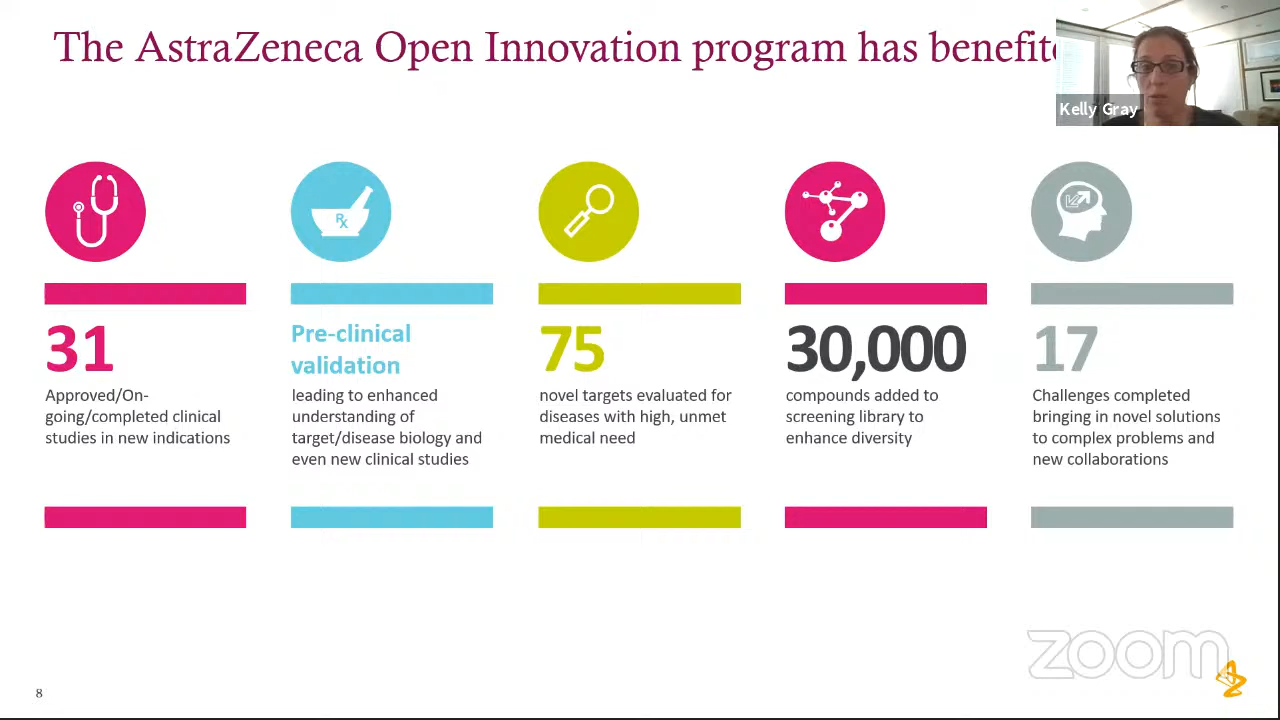 The AstraZeneca Open Innovation program has
Kelly Gray
Rx
31
Approved/On-
going/completed clinical
studies in new indications
Pre-clinical
validation
leading to enhanced
understanding of
target/disease biology and
even new clinical studies
75
novel targets evaluated for
diseases with high, unmet
medical need
30,000
compounds added to
screening library to
enhance diversity
17
Challenges completed
bringing in novel solutions
to complex problems and
new collaborations
zoom
8